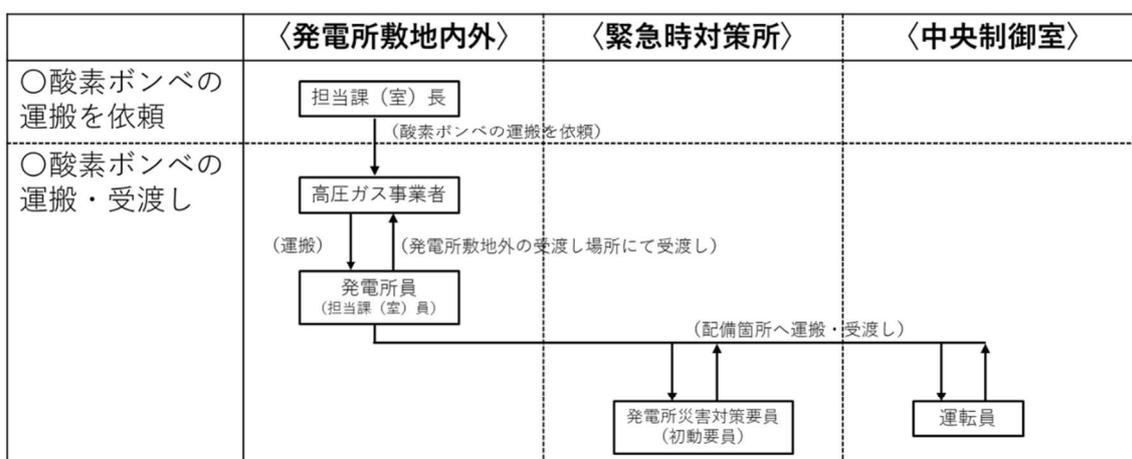 〈発電所敷地内外〉
〈緊急時対策所〉
〈中央制御室〉
〇酸素ボンベの
運搬を依頼
担当課（室）長
（酸素ボンベの運搬を依頼）
〇酸素ボンベの
運搬・受渡し
高圧ガス事業者
（運搬）
（発電所敷地外の受渡し場所にて受渡し）
発電所員
（担当課（室）員）
（配備箇所へ運搬・受渡し）
発電所災害対策要員
（初動要員）
運転員